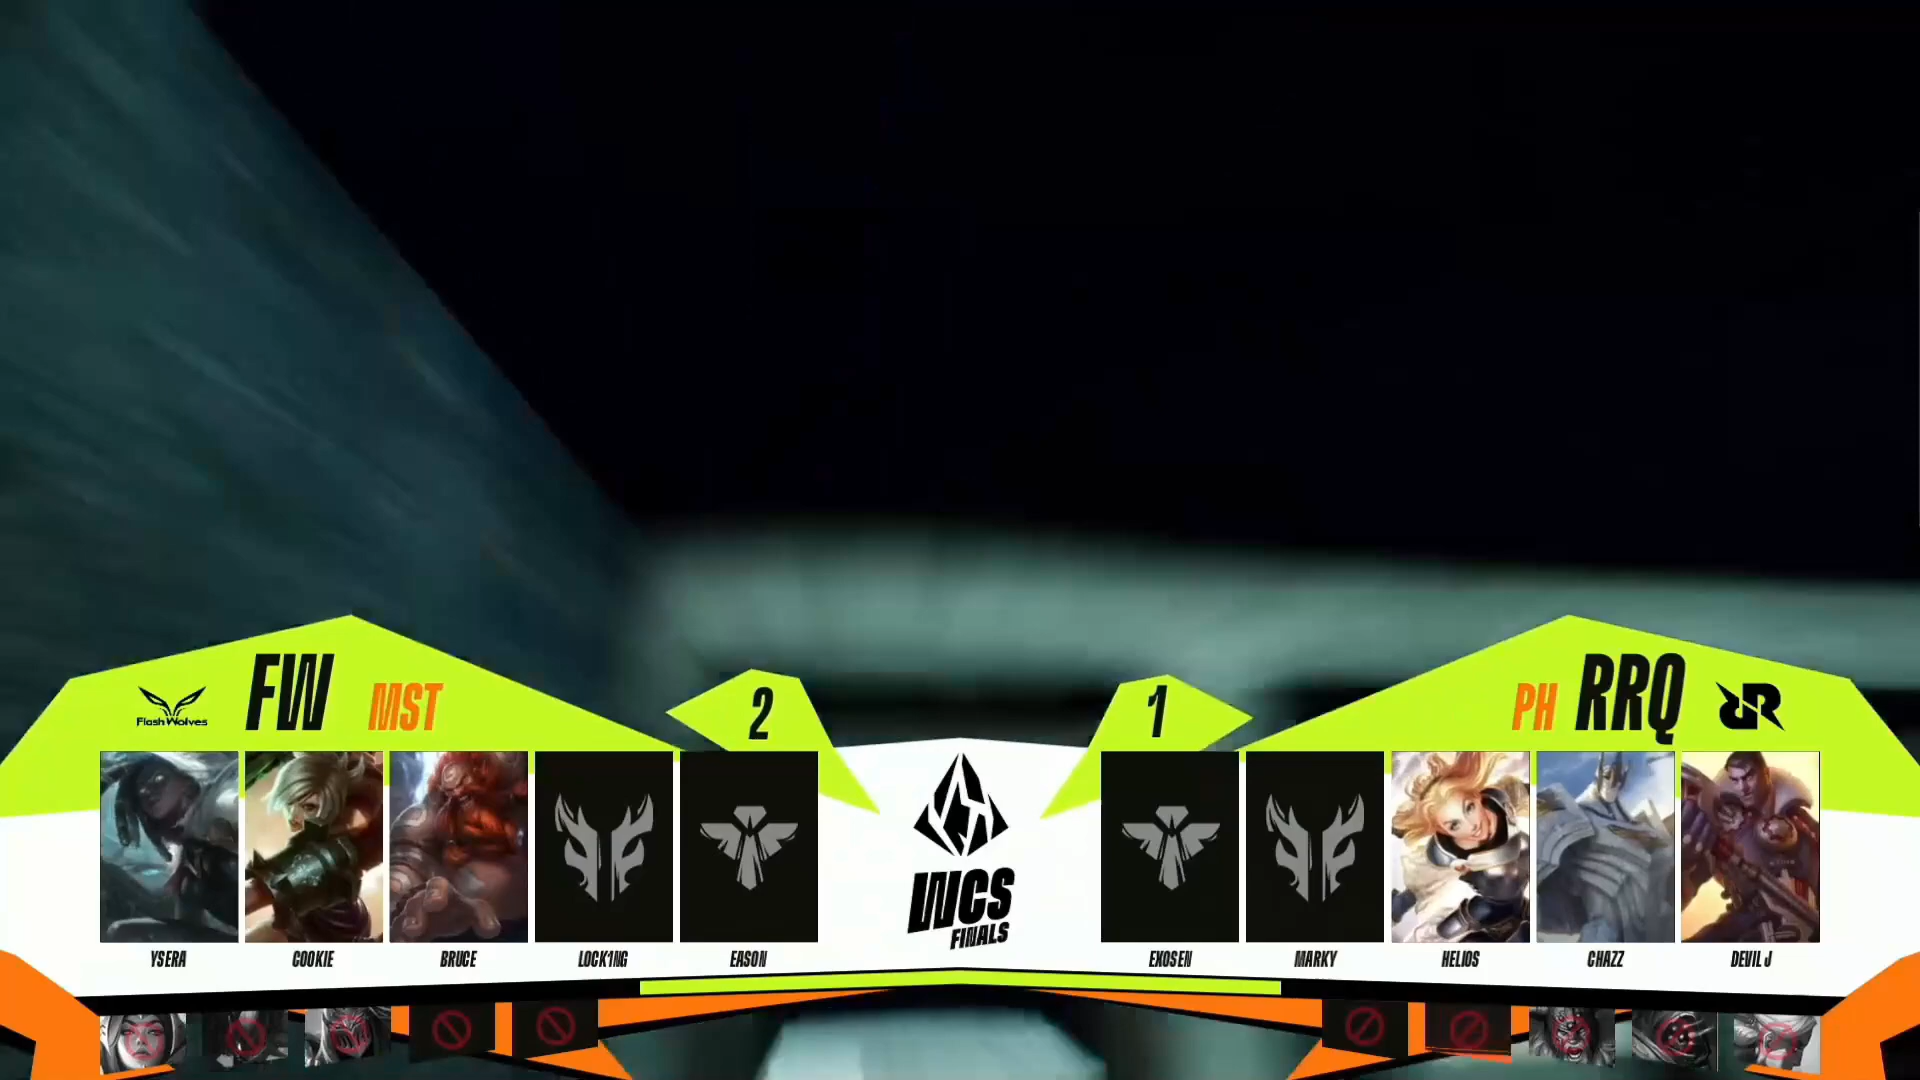 Flash Wolves
FW MST
2
1
PH RRQ
WCS
FINALS
YSERA
COOKIE
BRUCE
LOCK1NG
EASON
EXOSEN
MARKY
HELIOS
CHAZZ
DEVIL J